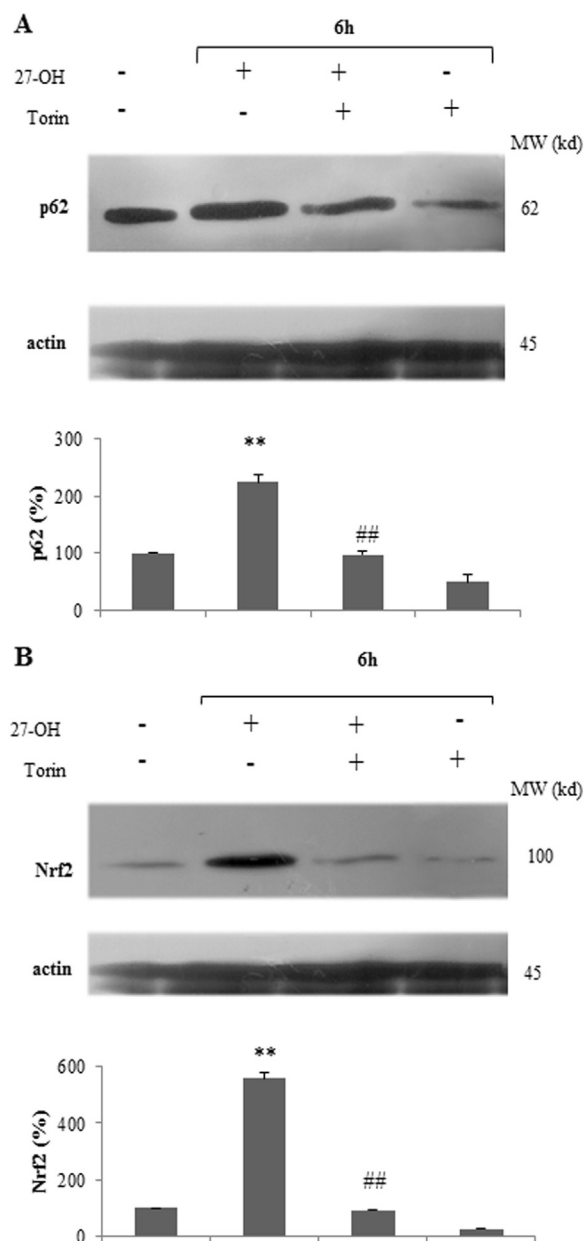 A
6h
27-OH - + + -
Torin - - + +
MW (kd)
p62 62
actin 45
p62 (%)
300
200
100
0
**
##
B
6h
27-OH - + + -
Torin - - + +
MW (kd)
Nrf2 100
actin 45
Nrf2 (%)
600
400
200
0
**
##